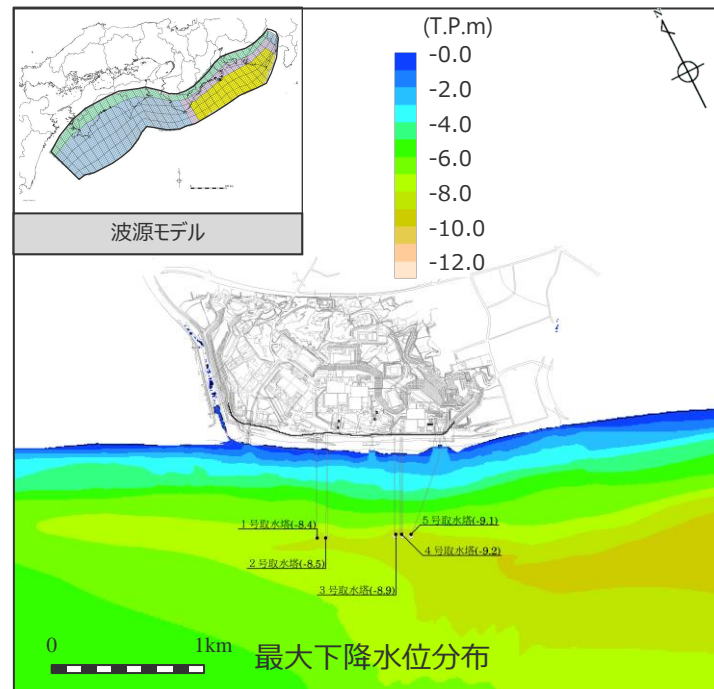 (T.P.m)
-0.0
-2.0
-4.0
-6.0
-8.0
-10.0
-12.0
波源モデル
1号取水塔(-8.4)
2号取水塔(-8.5)
3号取水塔(-8.9)
4号取水塔(-9.2)
5号取水塔(-9.1)
0 1km
最大下降水位分布